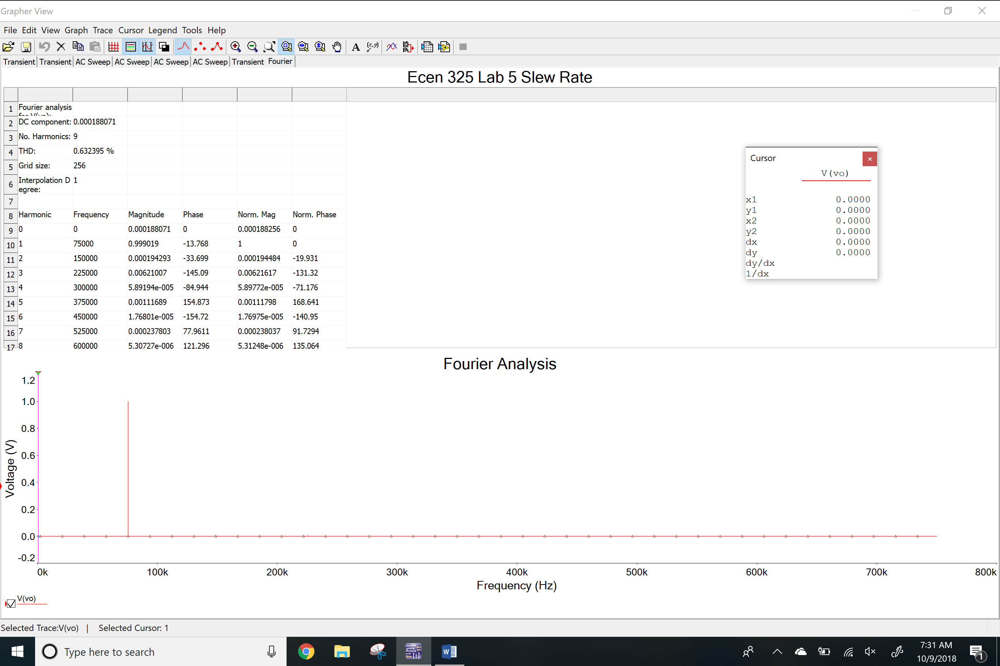 Grapher View
File Edit View Graph Trace Cursor Legend Tools Help
Transient Transient AC Sweep AC Sweep AC Sweep AC Sweep Transient Fourier
Ecen 325 Lab 5 Slew Rate
1 Fourier analysis
for V(vo):
2 DC component: 0.000188071
3 No. Harmonics: 9
4 THD: 0.632395 %
5 Grid size: 256
6 Interpolation D 1
egree:
7
8 Harmonic Frequency Magnitude Phase Norm. Mag Norm. Phase
9 0 0 0.000188071 0 0.000188256 0
10 1 75000 0.999019 -13.768 1 0
11 2 150000 0.000194293 -33.699 0.000194484 -19.931
12 3 225000 0.00621007 -145.09 0.00621617 -131.32
13 4 300000 5.89194e-005 -84.944 5.89772e-005 -71.176
14 5 375000 0.00111689 154.873 0.00111798 168.641
15 6 450000 1.76801e-005 -154.72 1.76975e-005 -140.95
16 7 525000 0.000237803 77.9611 0.000238037 91.7294
17 8 600000 5.30727e-006 121.296 5.31248e-006 135.064
Cursor
V(vo)
x1 0.0000
y1 0.0000
x2 0.0000
y2 0.0000
dx 0.0000
dy 0.0000
dy/dx
1/dx
Fourier Analysis
Voltage (V)
1.2
1.0
0.8
0.6
0.4
0.2
0.0
-0.2
0k 100k 200k 300k 400k 500k 600k 700k 800k
Frequency (Hz)
V(vo)
Selected Trace:V(vo) | Selected Cursor: 1
Type here to search
7:31 AM
10/9/2018
1